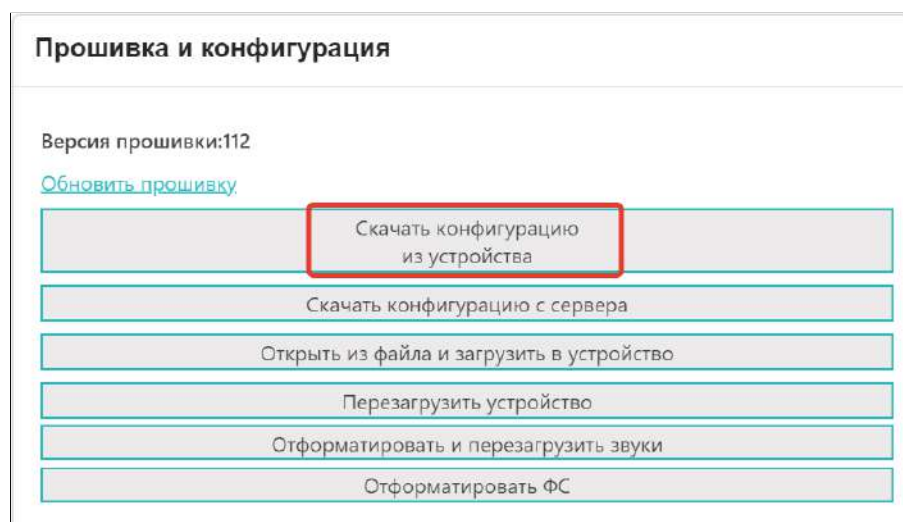 Прошивка и конфигурация
Версия прошивки:112
Обновить прошивку
Скачать конфигурацию
из устройства
Скачать конфигурацию с сервера
Открыть из файла и загрузить в устройство
Перезагрузить устройство
Отформатировать и перезагрузить звуки
Отформатировать ФС